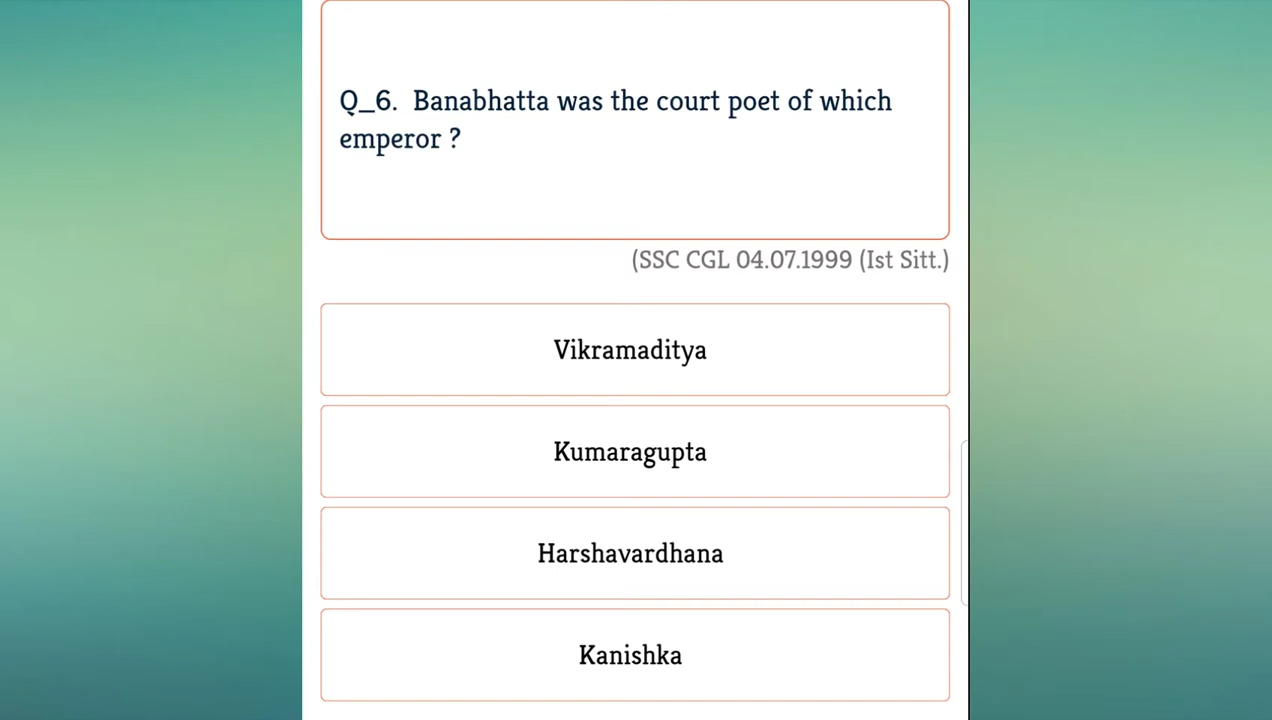 Q_6. Banabhatta was the court poet of which
emperor ?
(SSC CGL 04.07.1999 (Ist Sitt.)
Vikramaditya
Kumaragupta
Harshavardhana
Kanishka